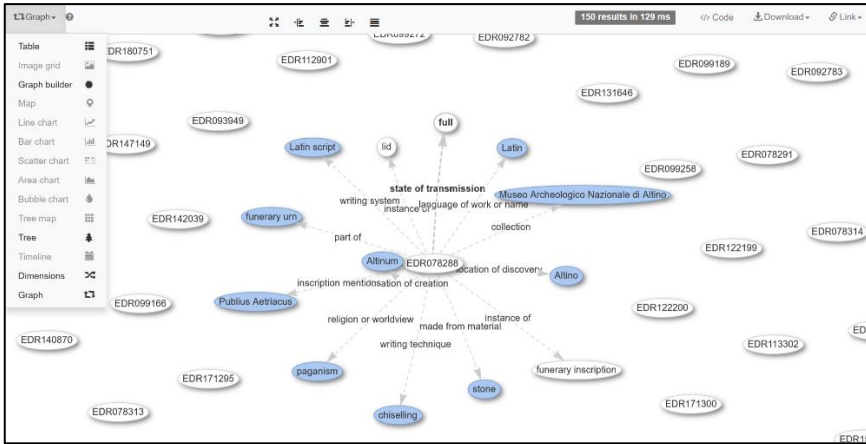 Graph
150 results in 129 ms
Code
Download
Link
Table
Image grid
Graph builder
Map
Line chart
Bar chart
Scatter chart
Area chart
Bubble chart
Tree map
Tree
Timeline
Dimensions
Graph
EDR099272
EDR092782
EDR180751
EDR112901
EDR099189
EDR092783
EDR131646
EDR093949
full
EDR147149
Latin script
lid
Latin
EDR078291
EDR099258
state of transmission
Museo Archeologico Nazionale di Altino
writing system
instance of
language of work or name
EDR142039
funerary urn
collection
EDR078314
part of
EDR122199
Altinum
EDR078288
location of discovery
Altino
inscription mentions
location of creation
EDR099166
Publius Aetriacus
EDR122200
religion or worldview
made from material
instance of
EDR140870
writing technique
EDR113302
paganism
funerary inscription
EDR171295
stone
EDR078313
chiselling
EDR171300